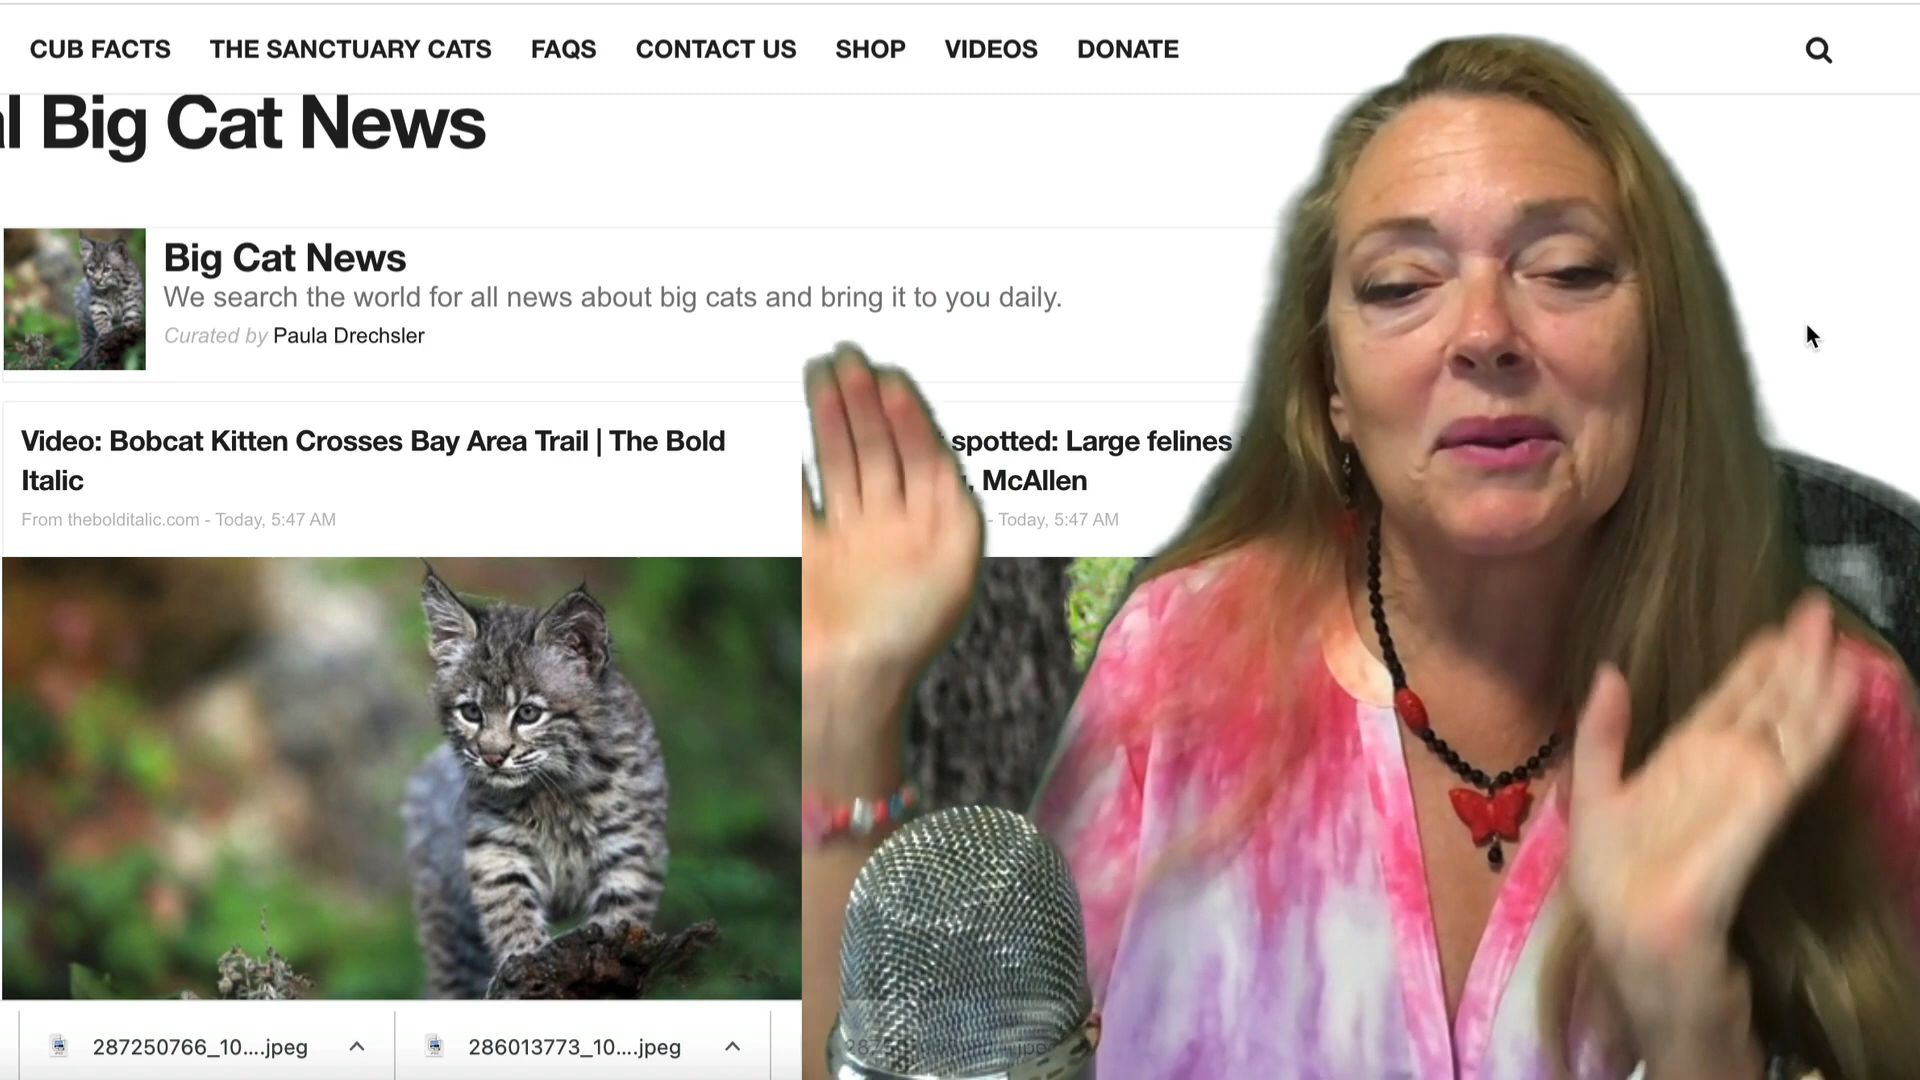 CUB FACTS THE SANCTUARY CATS FAQS CONTACT US SHOP VIDEOS DONATE
l Big Cat News
Big Cat News
We search the world for all news about big cats and bring it to you daily.
Curated by Paula Drechsler
Video: Bobcat Kitten Crosses Bay Area Trail | The Bold
Italic
From thebolditalic.com - Today, 5:47 AM
spotted: Large felines
, McAllen
- Today, 5:47 AM
287250766_10....jpeg
286013773_10....jpeg